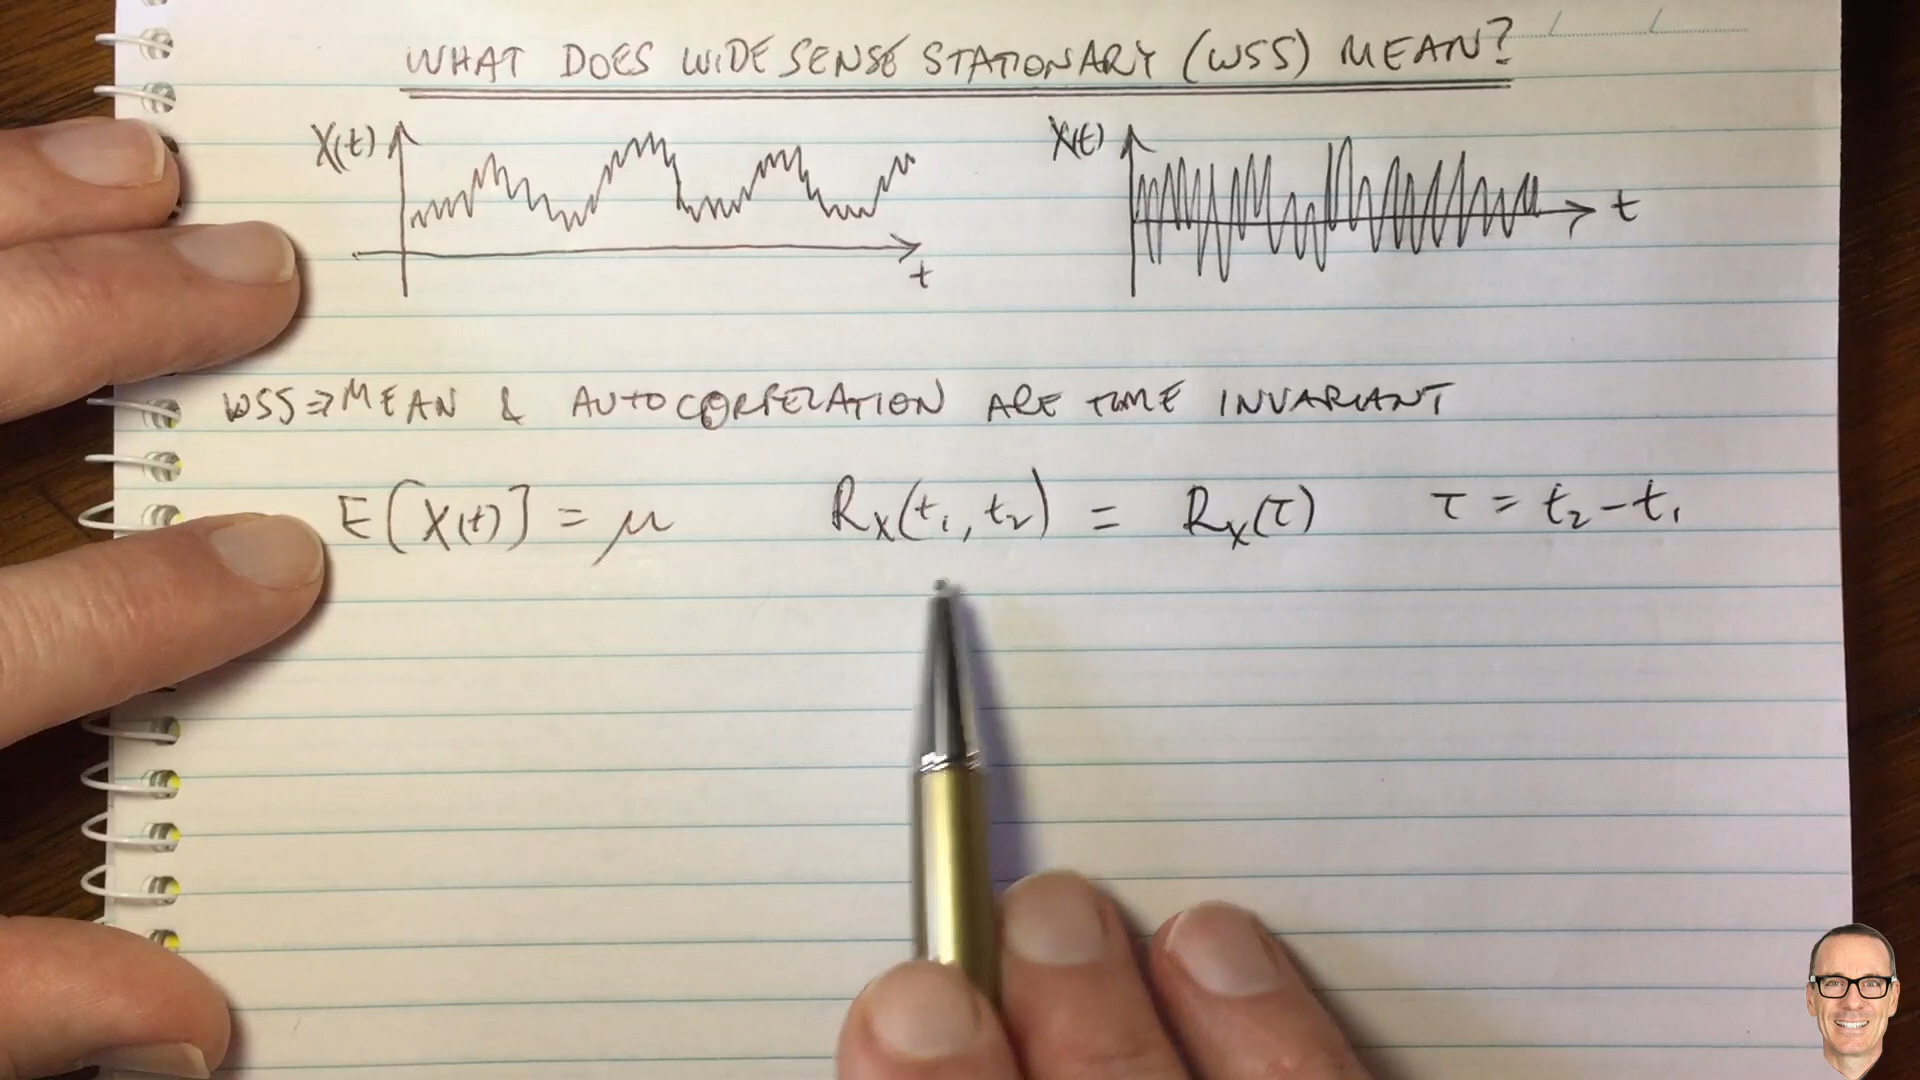 WHAT DOES WIDE SENSE STATIONARY (WSS) MEAN?
X(t)
t
X(t)
t
WSS ⇒ MEAN & AUTOCORRELATION ARE TIME INVARIANT
E[X(t)] = μ    Rₓ(t₁, t₂) = Rₓ(τ)    τ = t₂ - t₁